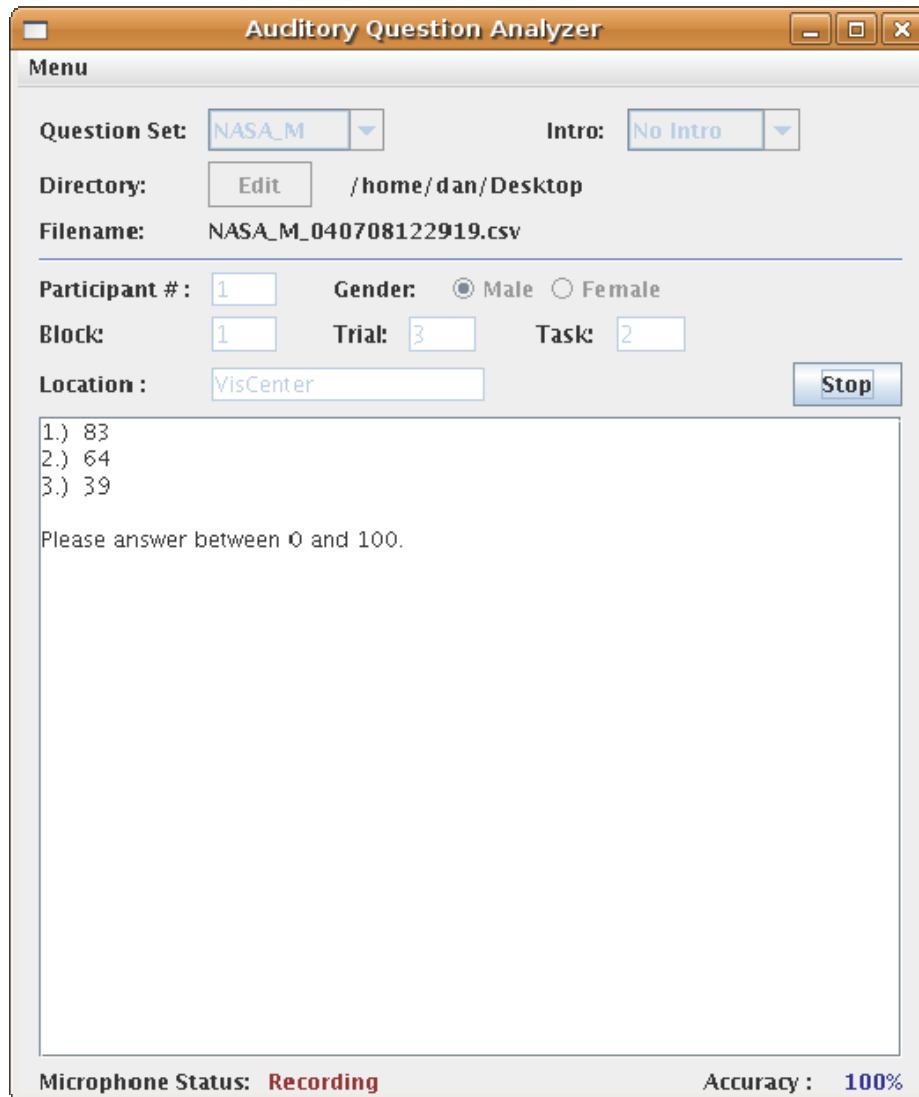 Auditory Question Analyzer
Menu
Question Set: NASA_M Intro: No Intro
Directory: Edit /home/dan/Desktop
Filename: NASA_M_040708122919.csv
Participant #: 1 Gender: Male Female
Block: 1 Trial: 3 Task: 2
Location : VisCenter Stop
1.) 83
2.) 64
3.) 39
Please answer between 0 and 100.
Microphone Status: Recording Accuracy : 100%